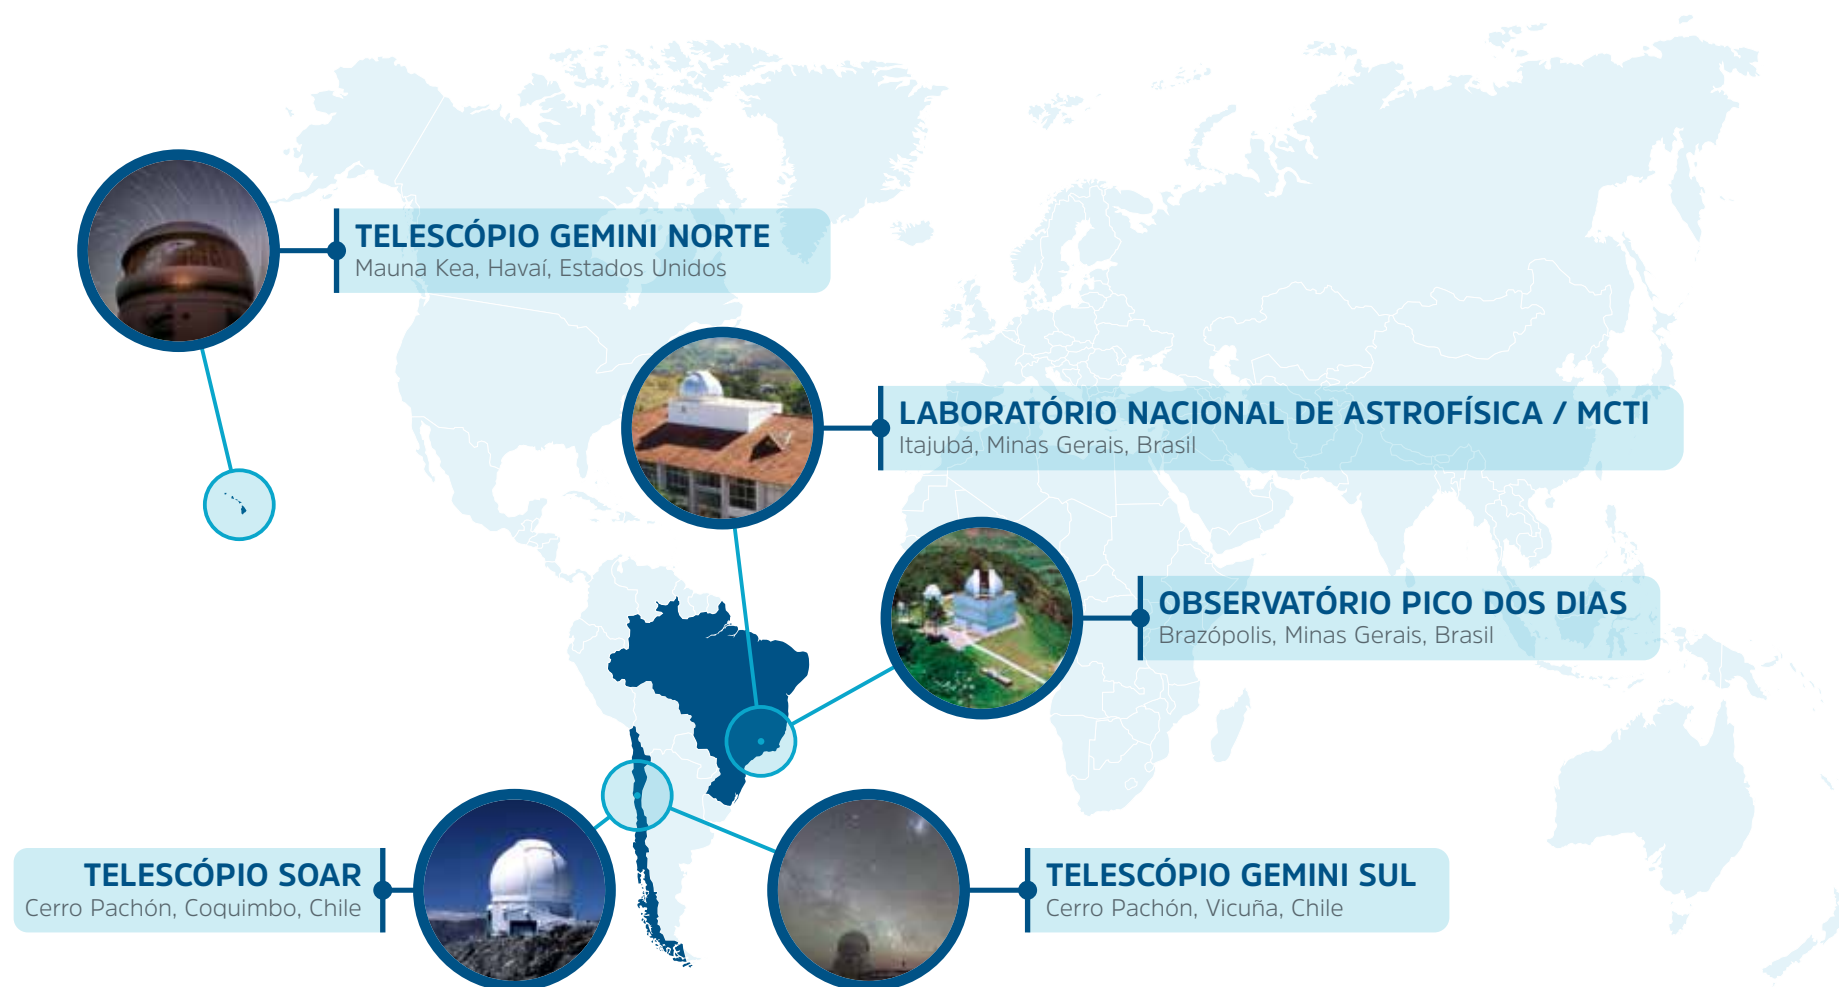 TELESCÓPIO GEMINI NORTE
Mauna Kea, Havaí, Estados Unidos
LABORATÓRIO NACIONAL DE ASTROFÍSICA / MCTI
Itajubá, Minas Gerais, Brasil
OBSERVATÓRIO PICO DOS DIAS
Brazópolis, Minas Gerais, Brasil
TELESCÓPIO SOAR
Cerro Pachón, Coquimbo, Chile
TELESCÓPIO GEMINI SUL
Cerro Pachón, Vicuña, Chile